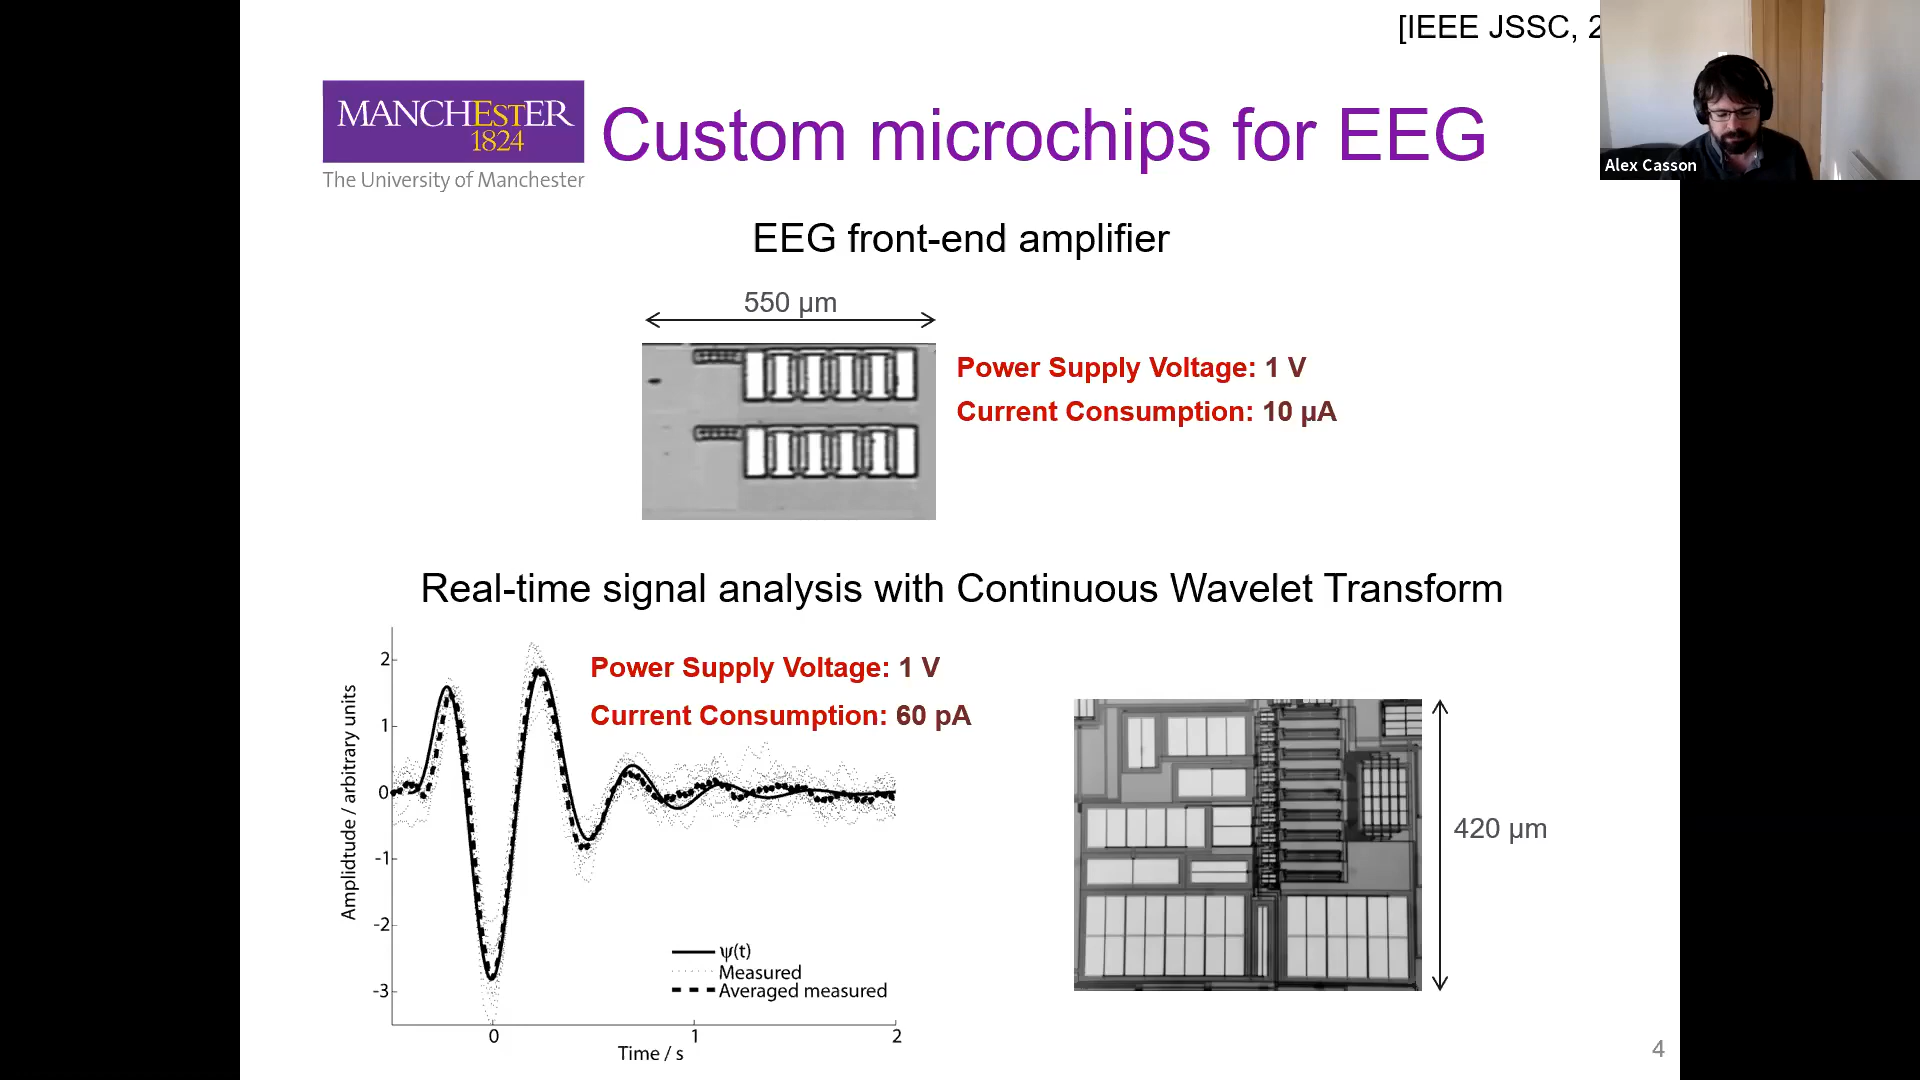 [IEEE JSSC,
MANCHESTER
1824
The University of Manchester
Custom microchips for EEG
Alex Casson
EEG front-end amplifier
550 µm
Power Supply Voltage: 1 V
Current Consumption: 10 µA
Real-time signal analysis with Continuous Wavelet Transform
Power Supply Voltage: 1 V
Current Consumption: 60 pA
Amplidtude / arbitrary units
2
1
0
-1
-2
-3
ψ(t)
Measured
Averaged measured
0
1
2
Time / s
420 µm
4